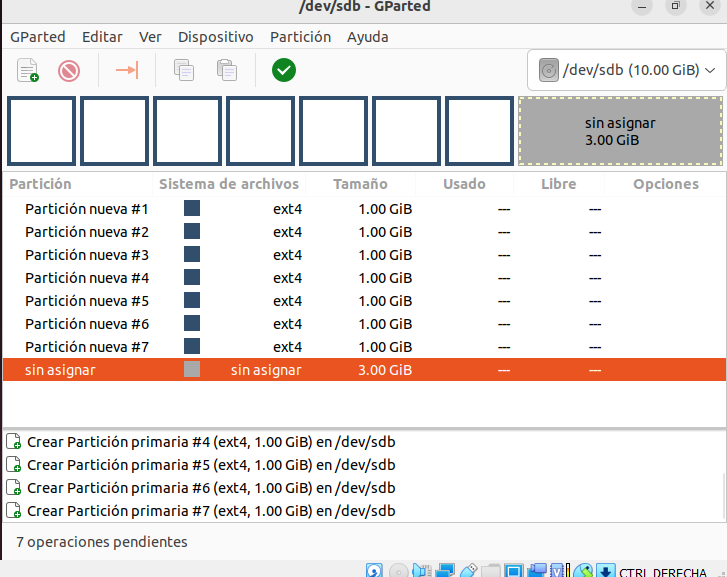 /dev/sdb - GParted
GParted Editar Ver Dispositivo Partición Ayuda
/dev/sdb (10.00 GiB)
sin asignar
3.00 GiB
Partición Sistema de archivos Tamaño Usado Libre Opciones
Partición nueva #1 ext4 1.00 GiB --- ---
Partición nueva #2 ext4 1.00 GiB --- ---
Partición nueva #3 ext4 1.00 GiB --- ---
Partición nueva #4 ext4 1.00 GiB --- ---
Partición nueva #5 ext4 1.00 GiB --- ---
Partición nueva #6 ext4 1.00 GiB --- ---
Partición nueva #7 ext4 1.00 GiB --- ---
sin asignar sin asignar 3.00 GiB --- ---
Crear Partición primaria #4 (ext4, 1.00 GiB) en /dev/sdb
Crear Partición primaria #5 (ext4, 1.00 GiB) en /dev/sdb
Crear Partición primaria #6 (ext4, 1.00 GiB) en /dev/sdb
Crear Partición primaria #7 (ext4, 1.00 GiB) en /dev/sdb
7 operaciones pendientes
CTRL DERECHA